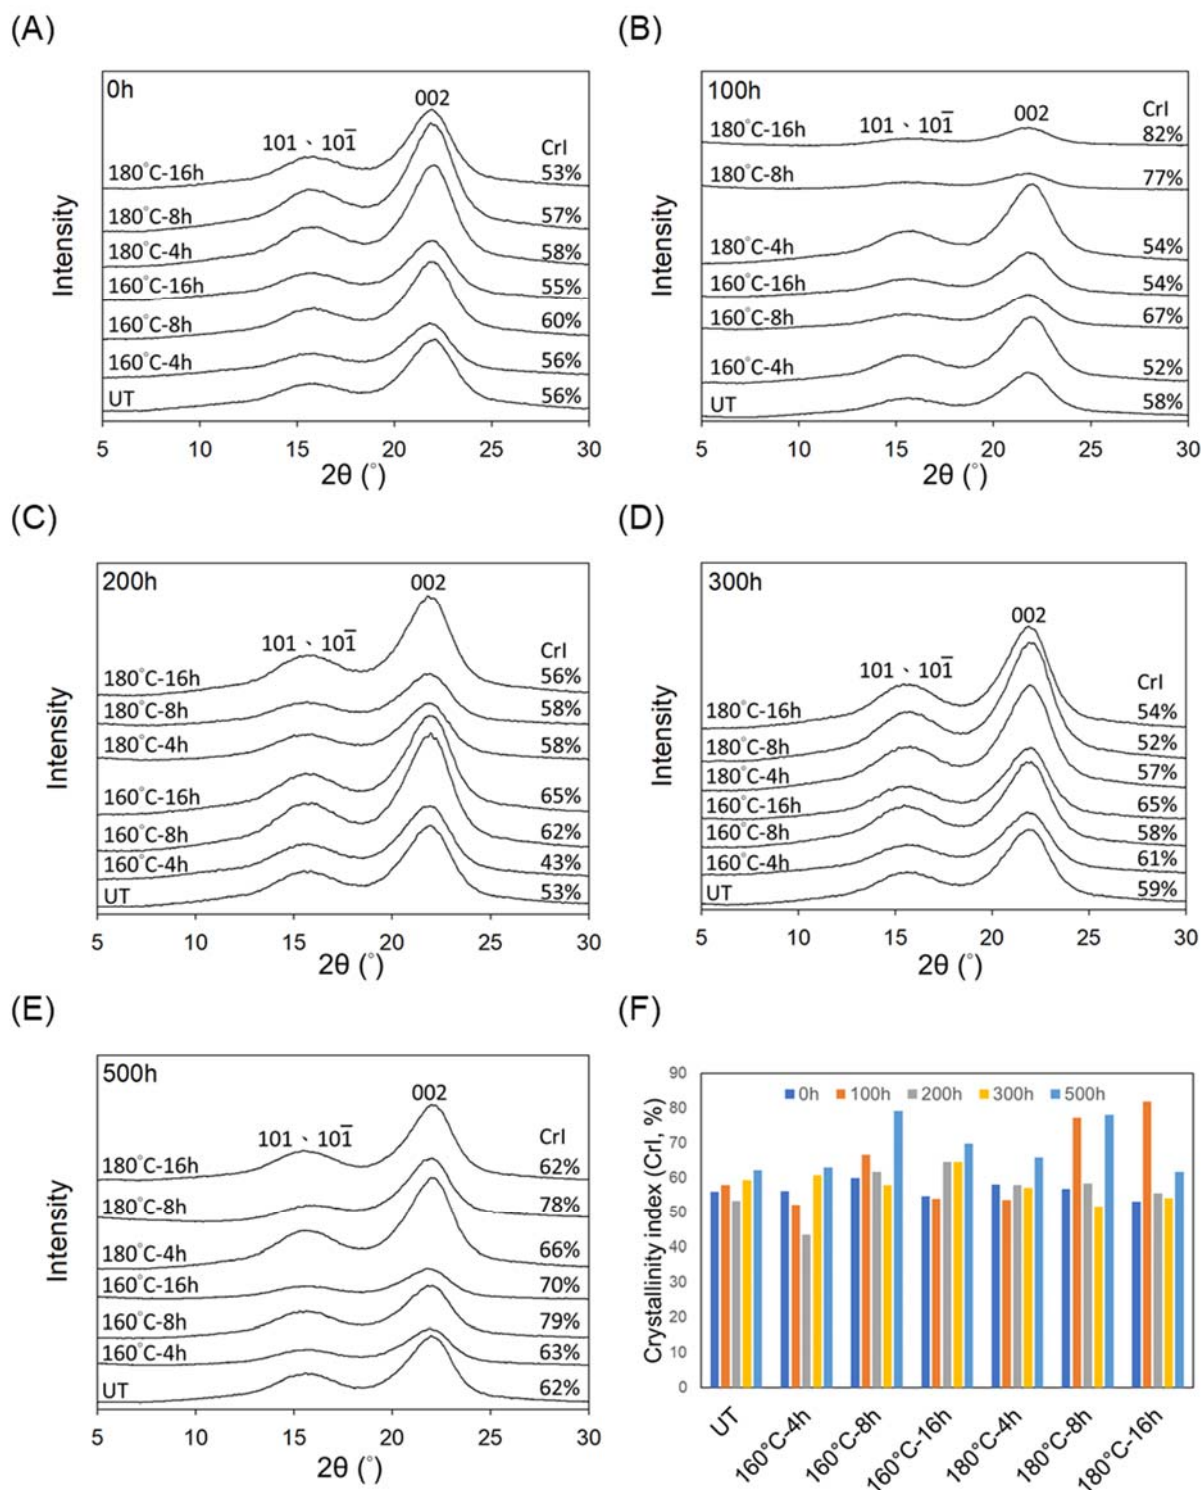 (A)
0h
002
101、101̅
CrI
180°C-16h
53%
180°C-8h
57%
180°C-4h
58%
160°C-16h
55%
160°C-8h
60%
160°C-4h
56%
UT
56%
Intensity
5 10 15 20 25 30
2θ (°)
(B)
100h
002
101、101̅
CrI
180°C-16h
82%
180°C-8h
77%
180°C-4h
54%
160°C-16h
54%
160°C-8h
67%
160°C-4h
52%
UT
58%
Intensity
5 10 15 20 25 30
2θ (°)
(C)
200h
002
101、101̅
CrI
180°C-16h
56%
180°C-8h
58%
180°C-4h
58%
160°C-16h
65%
160°C-8h
62%
160°C-4h
43%
UT
53%
Intensity
5 10 15 20 25 30
2θ (°)
(D)
300h
002
101、101̅
CrI
180°C-16h
54%
180°C-8h
52%
180°C-4h
57%
160°C-16h
65%
160°C-8h
58%
160°C-4h
61%
UT
59%
Intensity
5 10 15 20 25 30
2θ (°)
(E)
500h
002
101、101̅
CrI
180°C-16h
62%
180°C-8h
78%
180°C-4h
66%
160°C-16h
70%
160°C-8h
79%
160°C-4h
63%
UT
62%
Intensity
5 10 15 20 25 30
2θ (°)
(F)
0h 100h 200h 300h 500h
Crystallinity index (CrI, %)
90
80
70
60
50
40
30
20
10
0
UT
160°C-4h
160°C-8h
160°C-16h
180°C-4h
180°C-8h
180°C-16h